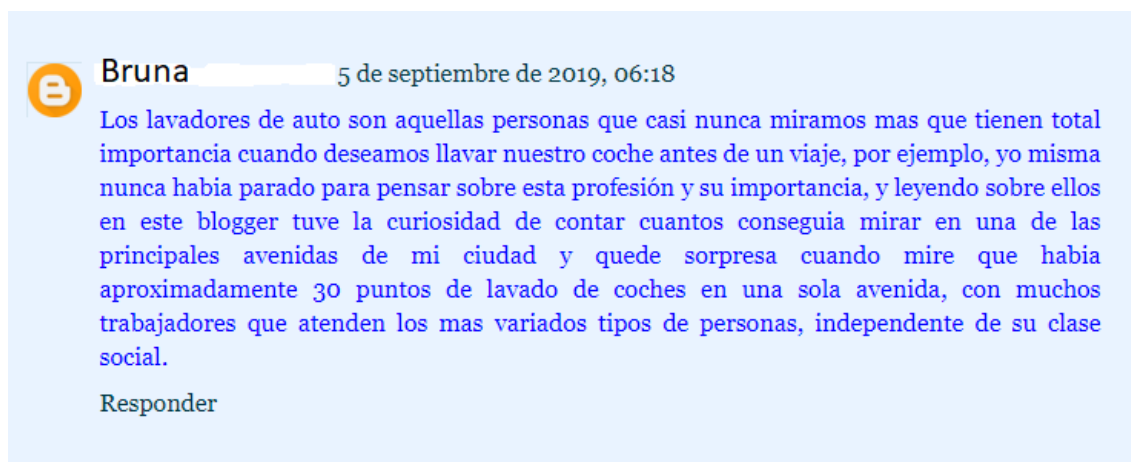 Bruna 5 de septiembre de 2019, 06:18
Los lavadores de auto son aquellas personas que casi nunca miramos mas que tienen total
importancia cuando deseamos llavar nuestro coche antes de un viaje, por ejemplo, yo misma
nunca habia parado para pensar sobre esta profesión y su importancia, y leyendo sobre ellos
en este blogger tuve la curiosidad de contar cuantos conseguia mirar en una de las
principales avenidas de mi ciudad y quede sorpresa cuando mire que habia
aproximadamente 30 puntos de lavado de coches en una sola avenida, con muchos
trabajadores que atenden los mas variados tipos de personas, independente de su clase
social.
Responder